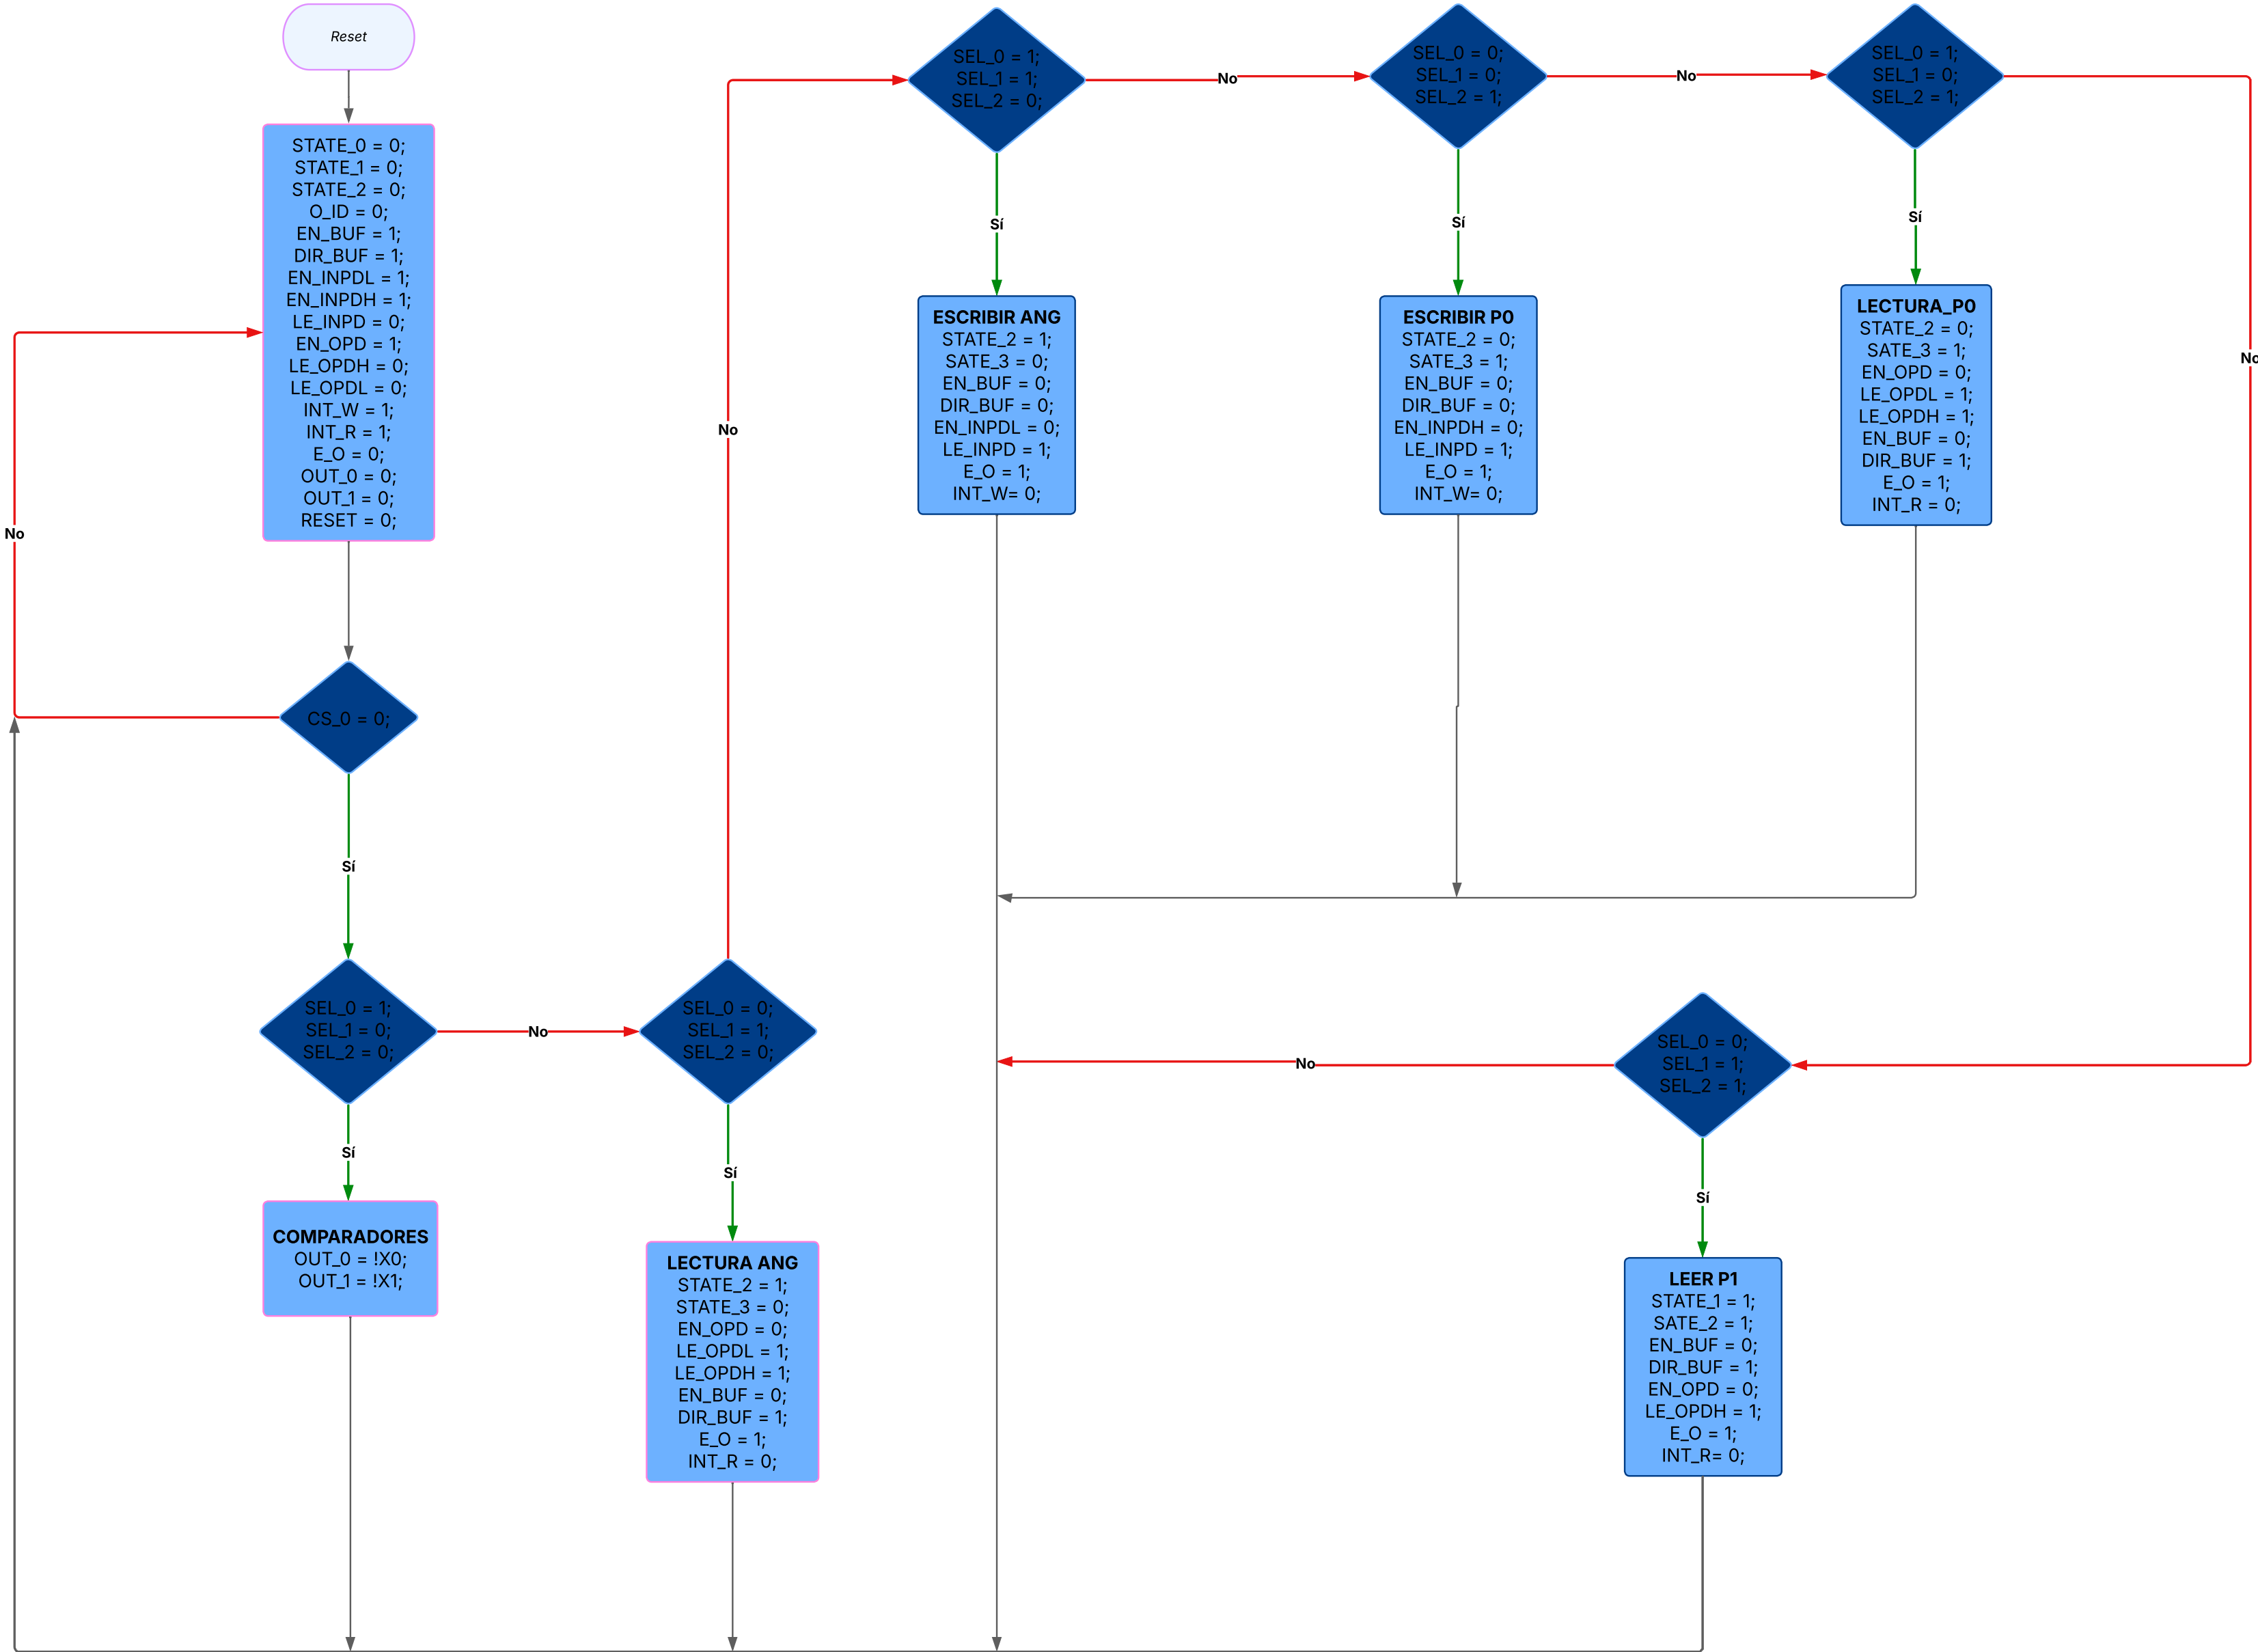 Reset
STATE_0 = 0;
STATE_1 = 0;
STATE_2 = 0;
O_ID = 0;
EN_BUF = 1;
DIR_BUF = 1;
EN_INPDL = 1;
EN_INPDH = 1;
LE_INPD = 0;
EN_OPD = 1;
LE_OPDH = 0;
LE_OPDL = 0;
INT_W = 1;
INT_R = 1;
E_O = 0;
OUT_0 = 0;
OUT_1 = 0;
RESET = 0;
No
CS_0 = 0;
Sí
SEL_0 = 1;
SEL_1 = 0;
SEL_2 = 0;
No
Sí
COMPARADORES
OUT_0 = !X0;
OUT_1 = !X1;
SEL_0 = 0;
SEL_1 = 1;
SEL_2 = 0;
No
Sí
LECTURA ANG
STATE_2 = 1;
STATE_3 = 0;
EN_OPD = 0;
LE_OPDL = 1;
LE_OPDH = 1;
EN_BUF = 0;
DIR_BUF = 1;
E_O = 1;
INT_R = 0;
SEL_0 = 1;
SEL_1 = 1;
SEL_2 = 0;
No
Sí
ESCRIBIR ANG
STATE_2 = 1;
SATE_3 = 0;
EN_BUF = 0;
DIR_BUF = 0;
EN_INPDL = 0;
LE_INPD = 1;
E_O = 1;
INT_W= 0;
SEL_0 = 0;
SEL_1 = 0;
SEL_2 = 1;
No
Sí
ESCRIBIR P0
STATE_2 = 0;
SATE_3 = 1;
EN_BUF = 0;
DIR_BUF = 0;
EN_INPDH = 0;
LE_INPD = 1;
E_O = 1;
INT_W= 0;
SEL_0 = 1;
SEL_1 = 0;
SEL_2 = 1;
No
Sí
LECTURA_P0
STATE_2 = 0;
SATE_3 = 1;
EN_OPD = 0;
LE_OPDL = 1;
LE_OPDH = 1;
EN_BUF = 0;
DIR_BUF = 1;
E_O = 1;
INT_R = 0;
SEL_0 = 0;
SEL_1 = 1;
SEL_2 = 1;
No
Sí
LEER P1
STATE_1 = 1;
SATE_2 = 1;
EN_BUF = 0;
DIR_BUF = 1;
EN_OPD = 0;
LE_OPDH = 1;
E_O = 1;
INT_R= 0;